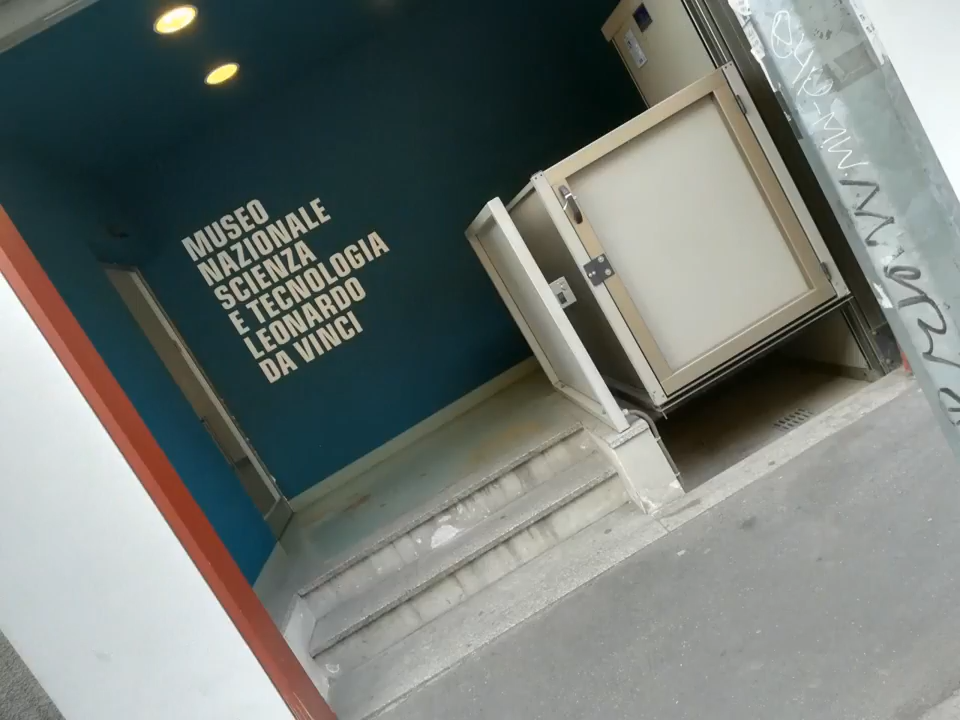 MUSEO
NAZIONALE
SCIENZA
E TECNOLOGIA
LEONARDO
DA VINCI